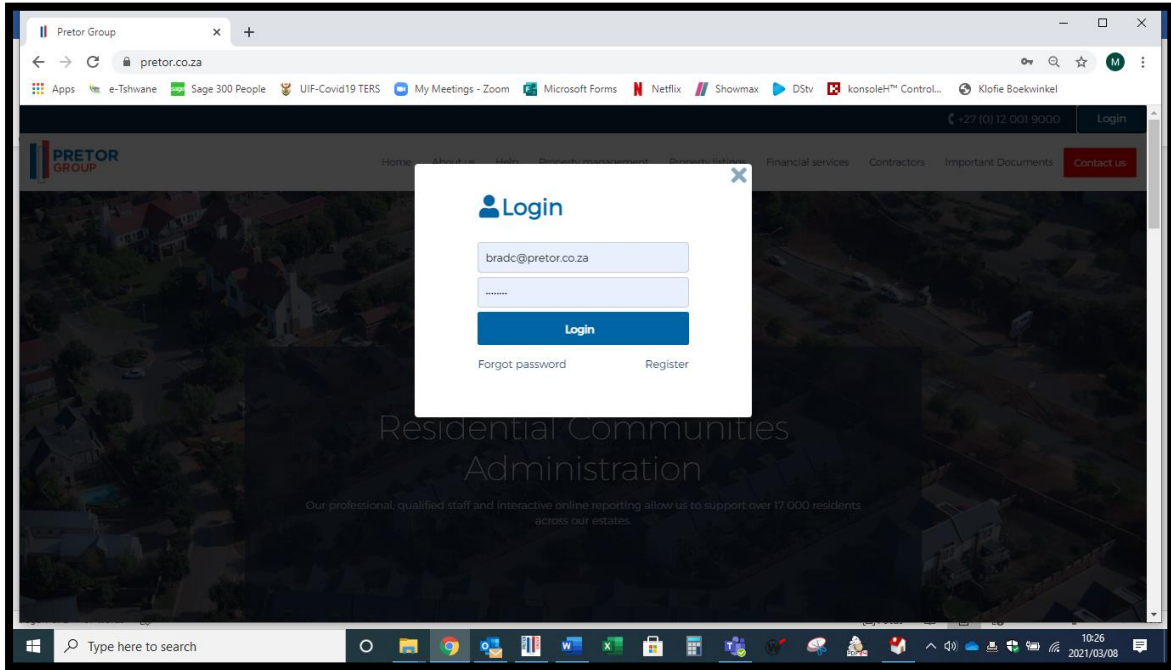 Pretor Group
pretor.co.za
M
Apps e-Tshwane Sage 300 People UIF-Covid19 TERS My Meetings - Zoom Microsoft Forms Netflix Showmax DStv konsoleH™ Control... Klofie Boekwinkel
+27 (0) 12 001 9000 Login
PRETOR
GROUP
Home About us Help Property management Property listings Financial services Contractors Important Documents Contact us
Login
bradc@pretor.co.za
........
Login
Forgot password Register
Residential Communities
Administration
Our professional, qualified staff and interactive online reporting allow us to support over 17 000 residents
across our estates.
Type here to search
10:26
2021/03/08